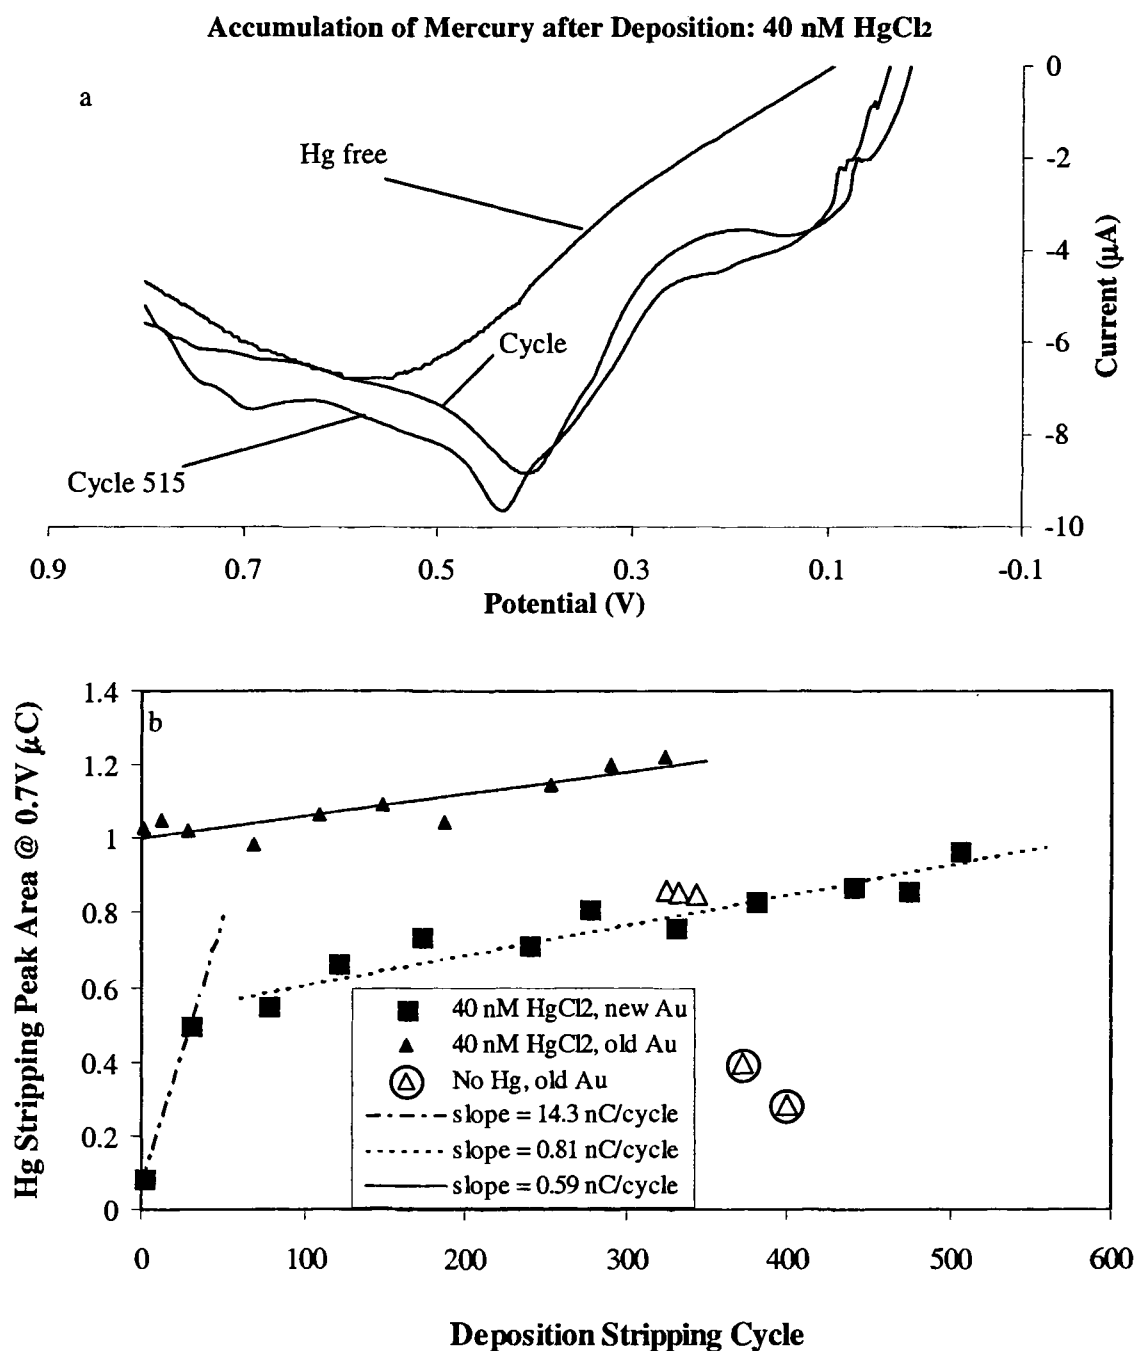 Accumulation of Mercury after Deposition: 40 nM HgCl2
a
Hg free
Cycle
Cycle 515
0
-2
-4
-6
-8
-10
Current (µA)
0.9
0.7
0.5
0.3
0.1
-0.1
Potential (V)
b
1.4
1.2
1
0.8
0.6
0.4
0.2
0
Hg Stripping Peak Area @ 0.7V (µC)
40 nM HgCl2, new Au
40 nM HgCl2, old Au
No Hg, old Au
slope = 14.3 nC/cycle
slope = 0.81 nC/cycle
slope = 0.59 nC/cycle
0
100
200
300
400
500
600
Deposition Stripping Cycle